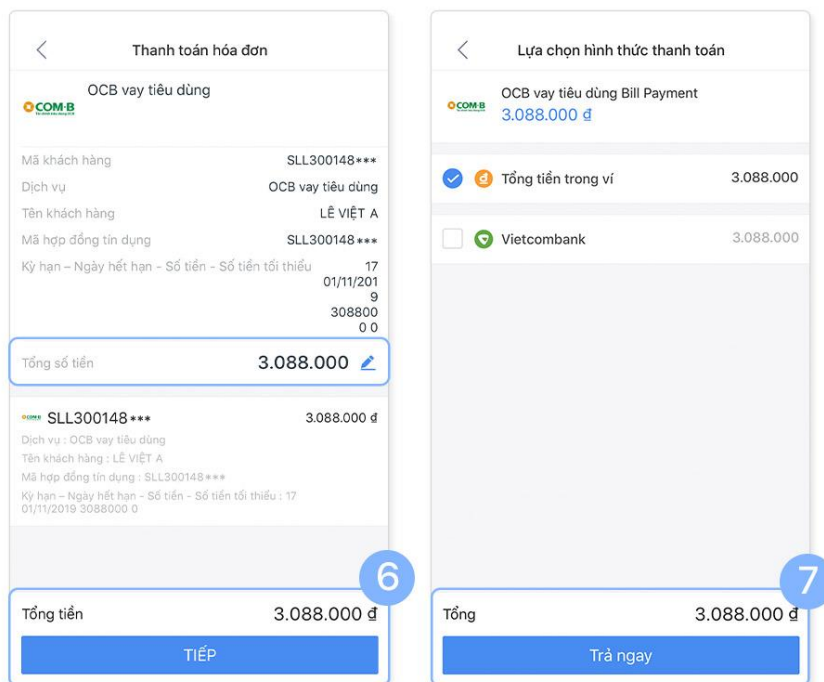 Thanh toán hóa đơn
OCB vay tiêu dùng
COM-B
Mã khách hàng SLL300148***
Dịch vụ OCB vay tiêu dùng
Tên khách hàng LÊ VIỆT A
Mã hợp đồng tín dụng SLL300148***
Kỳ hạn – Ngày hết hạn - Số tiền - Số tiền tối thiểu 17
01/11/201
9
308800
0 0
Tổng số tiền 3.088.000
COM-B SLL300148*** 3.088.000 đ
Dịch vụ : OCB vay tiêu dùng
Tên khách hàng : LÊ VIỆT A
Mã hợp đồng tín dụng : SLL300148***
Kỳ hạn – Ngày hết hạn - Số tiền - Số tiền tối thiểu : 17
01/11/2019 3088000 0
6
Tổng tiền 3.088.000 đ
TIẾP
Lựa chọn hình thức thanh toán
OCB vay tiêu dùng Bill Payment
COM-B
3.088.000 đ
Tổng tiền trong ví 3.088.000
Vietcombank 3.088.000
7
Tổng 3.088.000 đ
Trả ngay